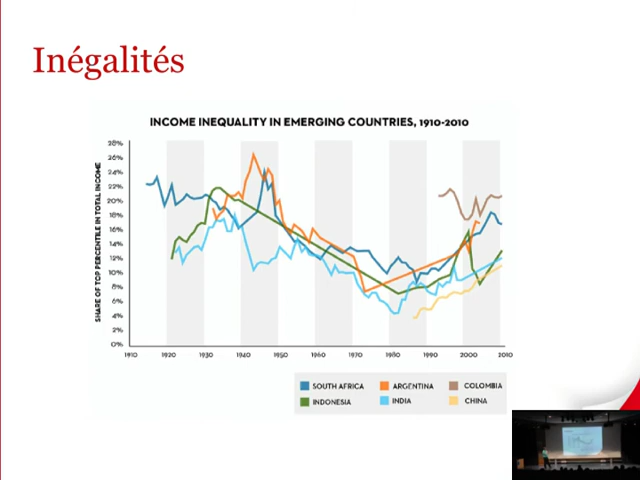 Inégalités
INCOME INEQUALITY IN EMERGING COUNTRIES, 1910-2010
SHARE OF TOP PERCENTILE IN TOTAL INCOME
28%
26%
24%
22%
20%
18%
16%
14%
12%
10%
8%
6%
4%
2%
0%
1910 1920 1930 1940 1950 1960 1970 1980 1990 2000 2010
SOUTH AFRICA ARGENTINA COLOMBIA
INDONESIA INDIA CHINA